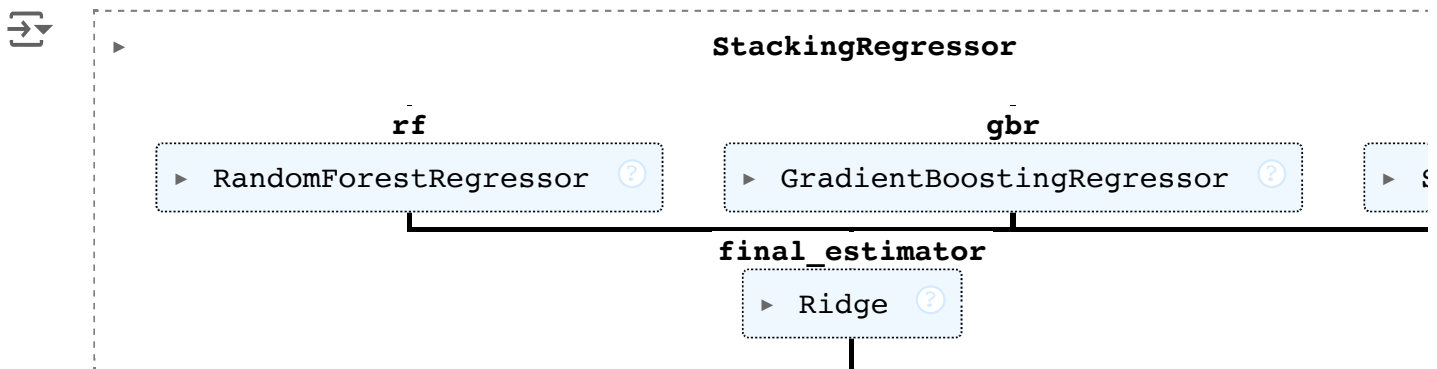 StackingRegressor
rf
gbr
RandomForestRegressor ?
GradientBoostingRegressor ?
final_estimator
Ridge ?